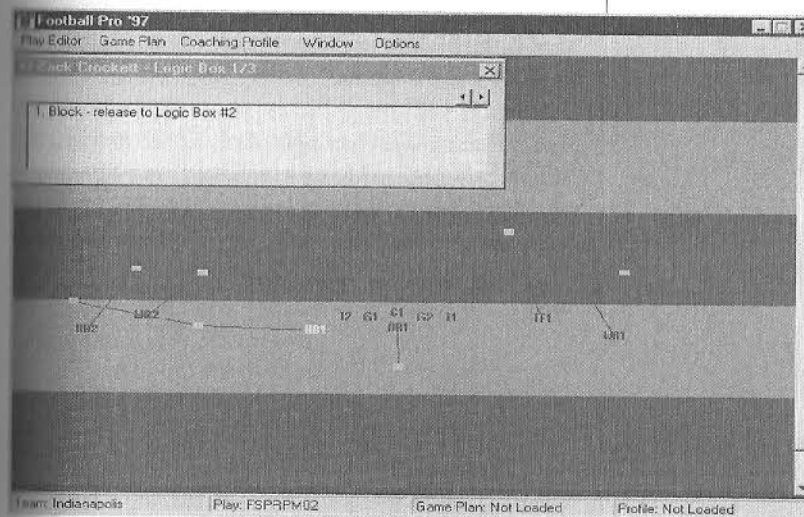 Football Pro '97
Play Editor Game Plan Coaching Profile Window Options
Zack Crockett - Logic Box 1/3
1. Block - release to Logic Box #2
RB2 WR2 RB1 T2 G1 C1 G2 T1 TE1 WR1
QB1
Team: Indianapolis Play: FSPRPM02 Game Plan: Not Loaded Profile: Not Loaded